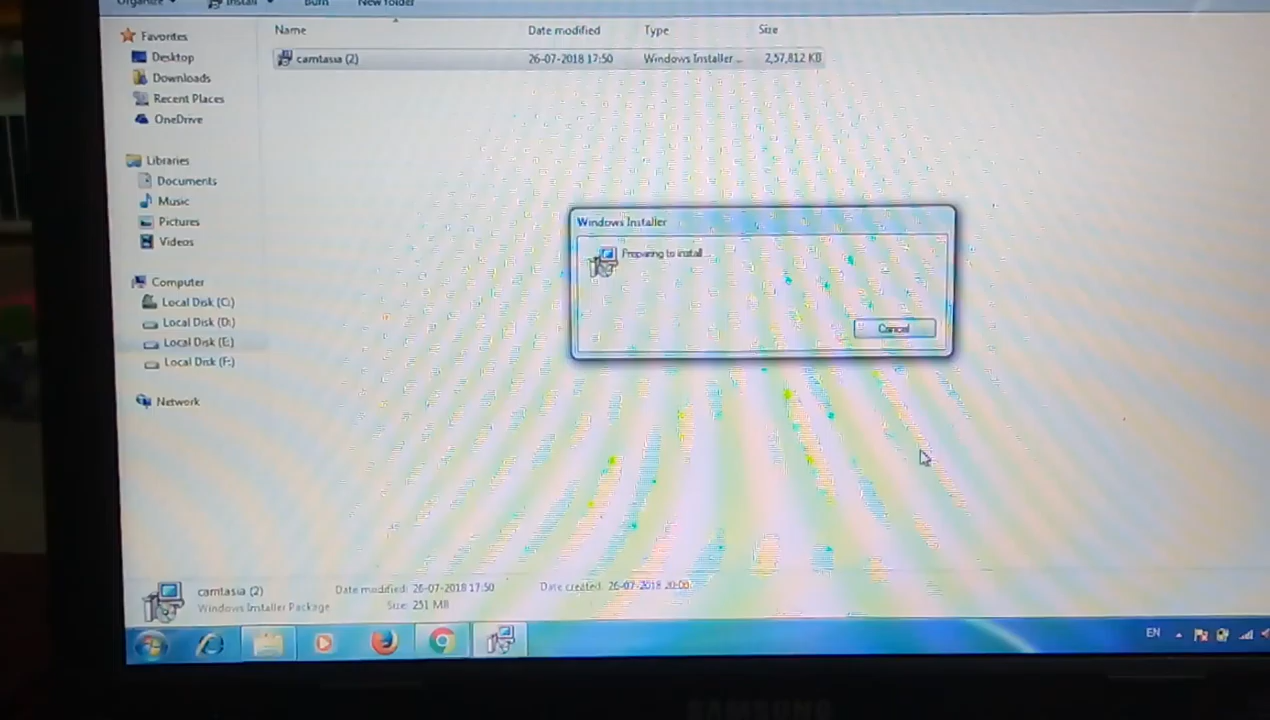 Organize Install Burn New folder
Name Date modified Type Size
camtasia (2) 26-07-2018 17:50 Windows Installer ... 2,57,812 KB
Favorites
Desktop
Downloads
Recent Places
OneDrive
Libraries
Documents
Music
Pictures
Videos
Computer
Local Disk (C:)
Local Disk (D:)
Local Disk (E:)
Local Disk (F:)
Network
Windows Installer
Preparing to install...
Cancel
camtasia (2) Date modified: 26-07-2018 17:50 Date created: 26-07-2018 20:00
Windows Installer Package Size: 251 MB
EN
SAMSUNG